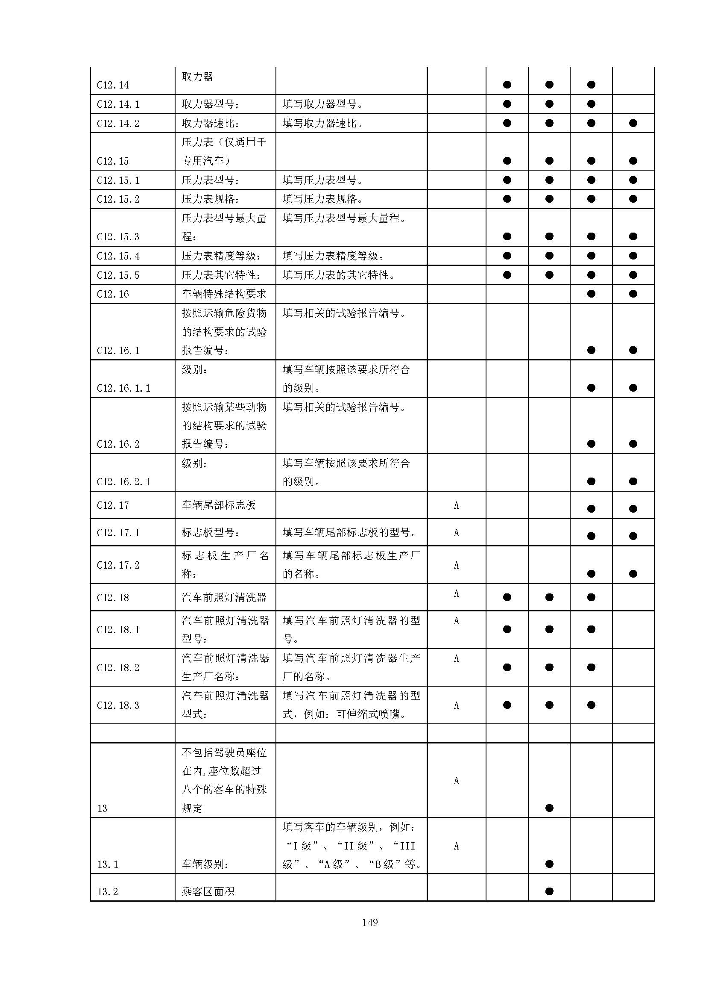 C12.14 取力器 ● ● ●
C12.14.1 取力器型号: 填写取力器型号。 ● ● ●
C12.14.2 取力器速比: 填写取力器速比。 ● ● ● ●
压力表（仅适用于
C12.15 专用汽车） ● ● ● ●
C12.15.1 压力表型号: 填写压力表型号。 ● ● ● ●
C12.15.2 压力表规格: 填写压力表规格。 ● ● ● ●
压力表型号最大量 填写压力表型号最大量程。
C12.15.3 程: ● ● ● ●
C12.15.4 压力表精度等级: 填写压力表精度等级。 ● ● ● ●
C12.15.5 压力表其它特性: 填写压力表的其它特性。 ● ● ● ●
C12.16 车辆特殊结构要求 ● ●
按照运输危险货物 填写相关的试验报告编号。
的结构要求的试验
C12.16.1 报告编号: ● ●
级别: 填写车辆按照该要求所符合
C12.16.1.1 的级别。 ● ●
按照运输某些动物 填写相关的试验报告编号。
的结构要求的试验
C12.16.2 报告编号: ● ●
级别: 填写车辆按照该要求所符合
C12.16.2.1 的级别。 ● ●
C12.17 车辆尾部标志板 A ● ●
C12.17.1 标志板型号: 填写车辆尾部标志板的型号。 A ● ●
标志板生产厂名 填写车辆尾部标志板生产厂
C12.17.2 称: 的名称。 A ● ●
C12.18 汽车前照灯清洗器 A ● ● ●
汽车前照灯清洗器 填写汽车前照灯清洗器的型 A
C12.18.1 型号: 号。 ● ● ●
汽车前照灯清洗器 填写汽车前照灯清洗器生产 A
C12.18.2 生产厂名称: 厂的名称。 ● ● ●
汽车前照灯清洗器 填写汽车前照灯清洗器的型
C12.18.3 型式: 式，例如：可伸缩式喷嘴。 A ● ● ●
不包括驾驶员座位
在内,座位数超过
八个的客车的特殊 A
13 规定 ●
填写客车的车辆级别，例如：
“I 级”、“II 级”、“III A
13.1 车辆级别: 级”、“A 级”、“B 级”等。 ●
13.2 乘客区面积 ●
149